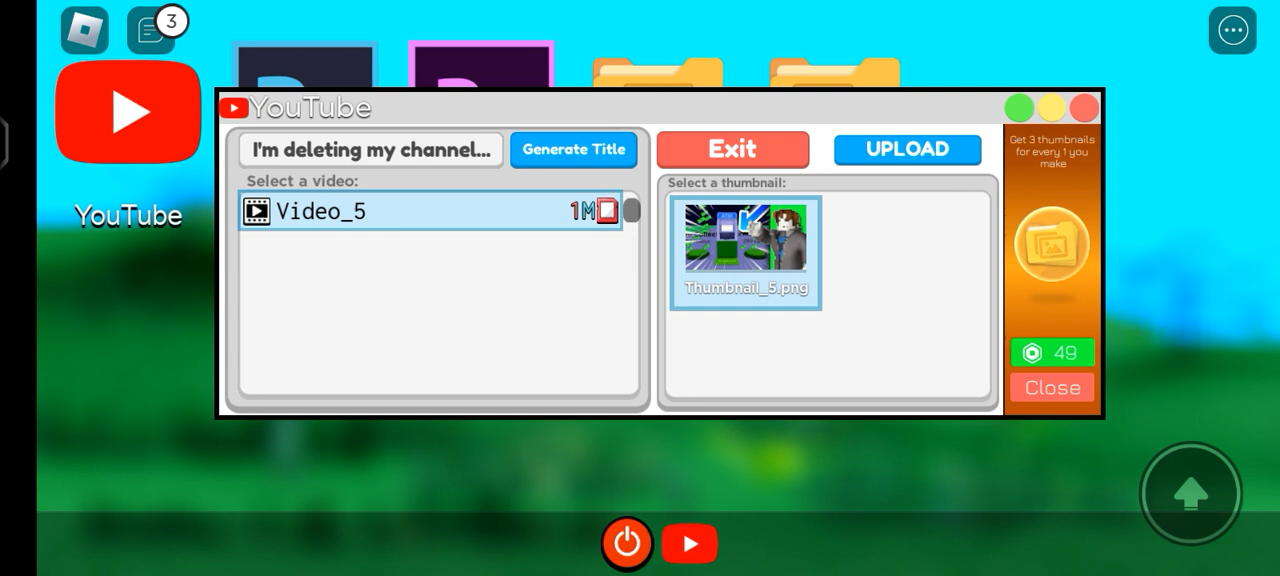 3
YouTube
YouTube
I'm deleting my channel...
Generate Title
Exit
UPLOAD
Get 3 thumbnails
for every 1 you
make
Select a video:
Select a thumbnail:
Video_5
1M
Thumbnail_5.png
49
Close